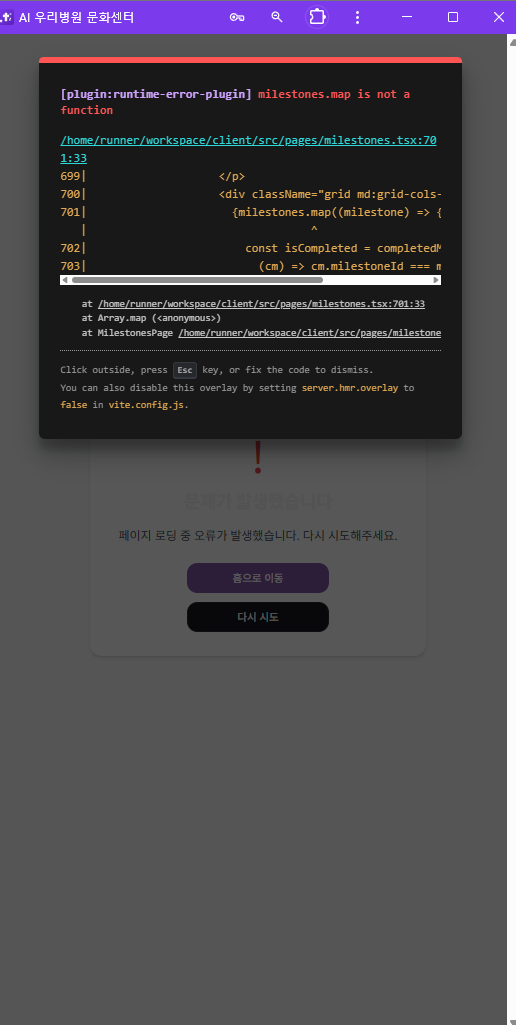 AI 우리병원 문화센터
[plugin:runtime-error-plugin] milestones.map is not a
function
/home/runner/workspace/client/src/pages/milestones.tsx:70
1:33
699|                    </p>
700|                    <div className="grid md:grid-cols-
701|                      {milestones.map((milestone) => {
   |                                  ^
702|                        const isCompleted = completedM
703|                          (cm) => cm.milestoneId ===
at /home/runner/workspace/client/src/pages/milestones.tsx:701:33
at Array.map (<anonymous>)
at MilestonesPage /home/runner/workspace/client/src/pages/milestone
Click outside, press Esc key, or fix the code to dismiss.
You can also disable this overlay by setting server.hmr.overlay to
false in vite.config.js.
문제가 발생했습니다
페이지 로딩 중 오류가 발생했습니다. 다시 시도해주세요.
홈으로 이동
다시 시도